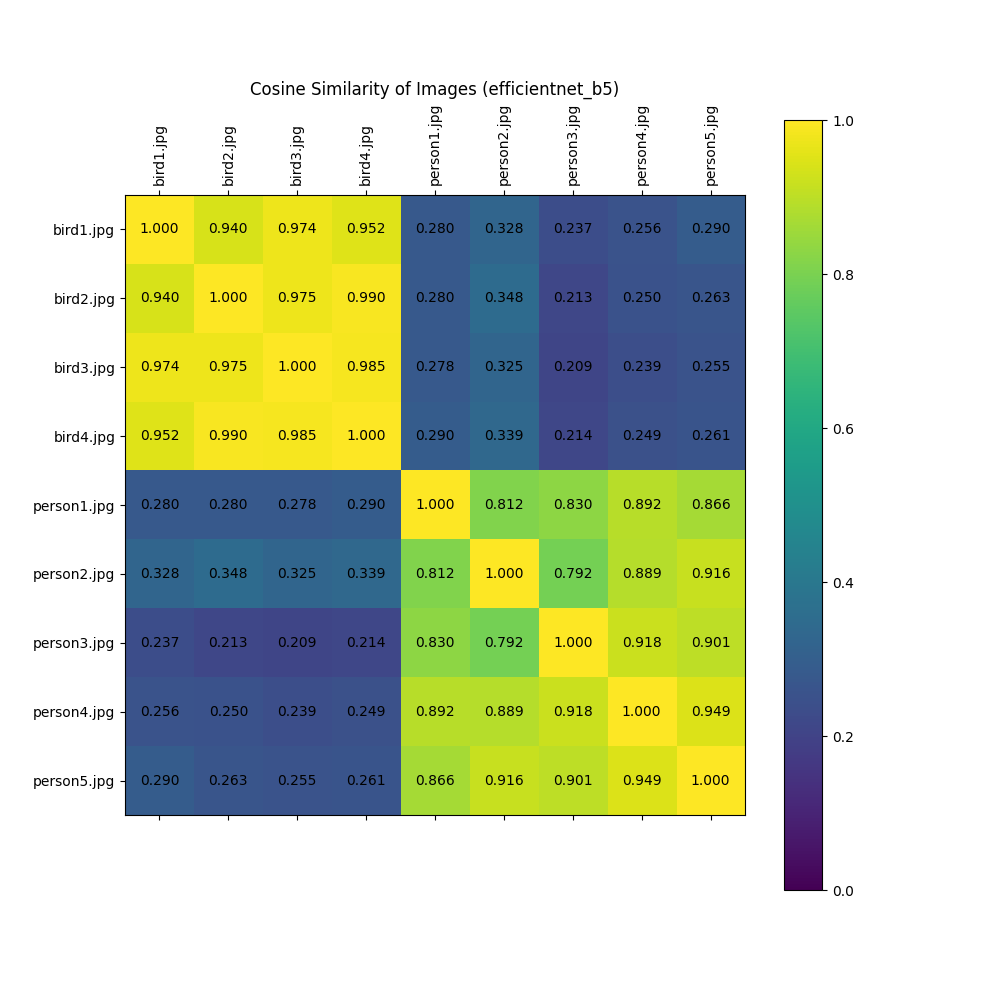 Cosine Similarity of Images (efficientnet_b5)
bird1.jpg bird2.jpg bird3.jpg bird4.jpg person1.jpg person2.jpg person3.jpg person4.jpg person5.jpg
bird1.jpg 1.000 0.940 0.974 0.952 0.280 0.328 0.237 0.256 0.290
bird2.jpg 0.940 1.000 0.975 0.990 0.280 0.348 0.213 0.250 0.263
bird3.jpg 0.974 0.975 1.000 0.985 0.278 0.325 0.209 0.239 0.255
bird4.jpg 0.952 0.990 0.985 1.000 0.290 0.339 0.214 0.249 0.261
person1.jpg 0.280 0.280 0.278 0.290 1.000 0.812 0.830 0.892 0.866
person2.jpg 0.328 0.348 0.325 0.339 0.812 1.000 0.792 0.889 0.916
person3.jpg 0.237 0.213 0.209 0.214 0.830 0.792 1.000 0.918 0.901
person4.jpg 0.256 0.250 0.239 0.249 0.892 0.889 0.918 1.000 0.949
person5.jpg 0.290 0.263 0.255 0.261 0.866 0.916 0.901 0.949 1.000
1.0
0.8
0.6
0.4
0.2
0.0